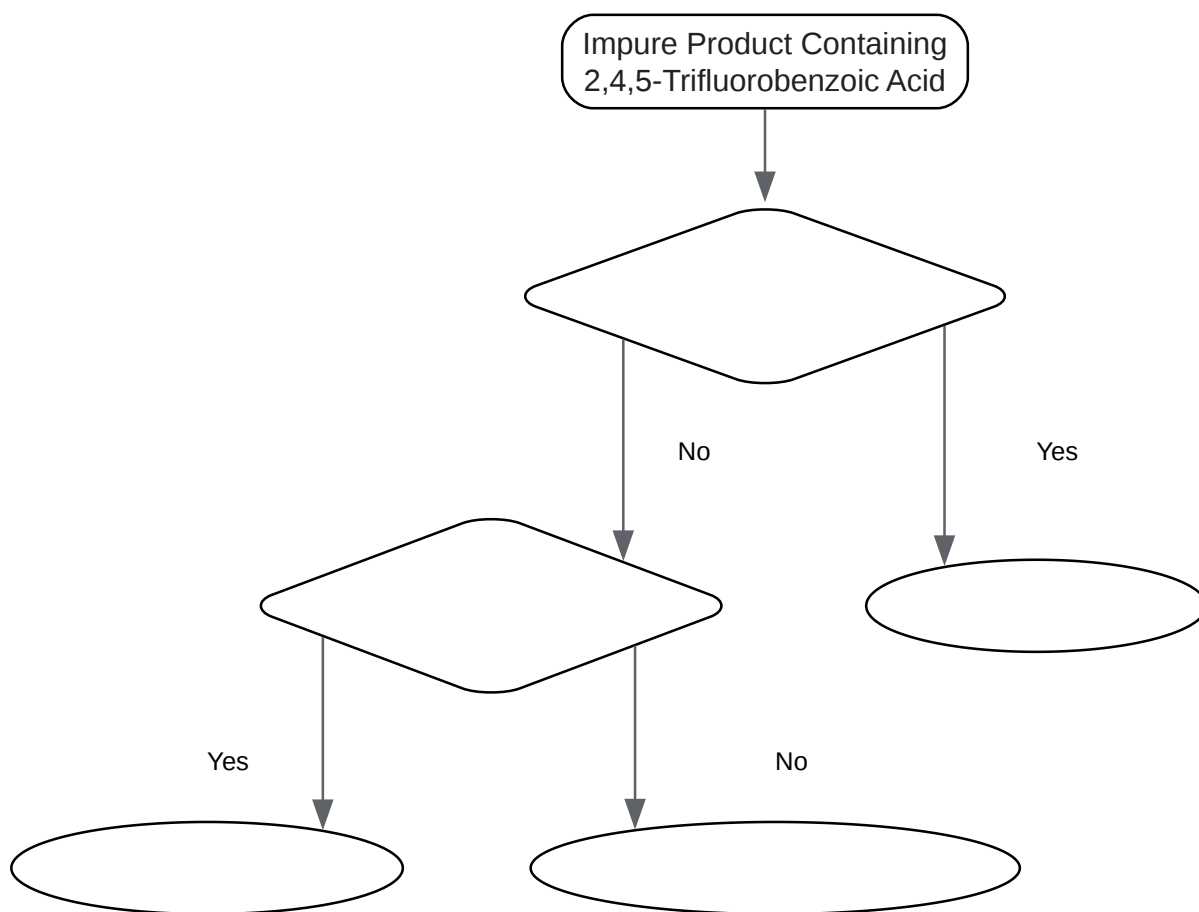 Impure Product Containing
2,4,5-Trifluorobenzoic Acid
No
Yes
Yes
No